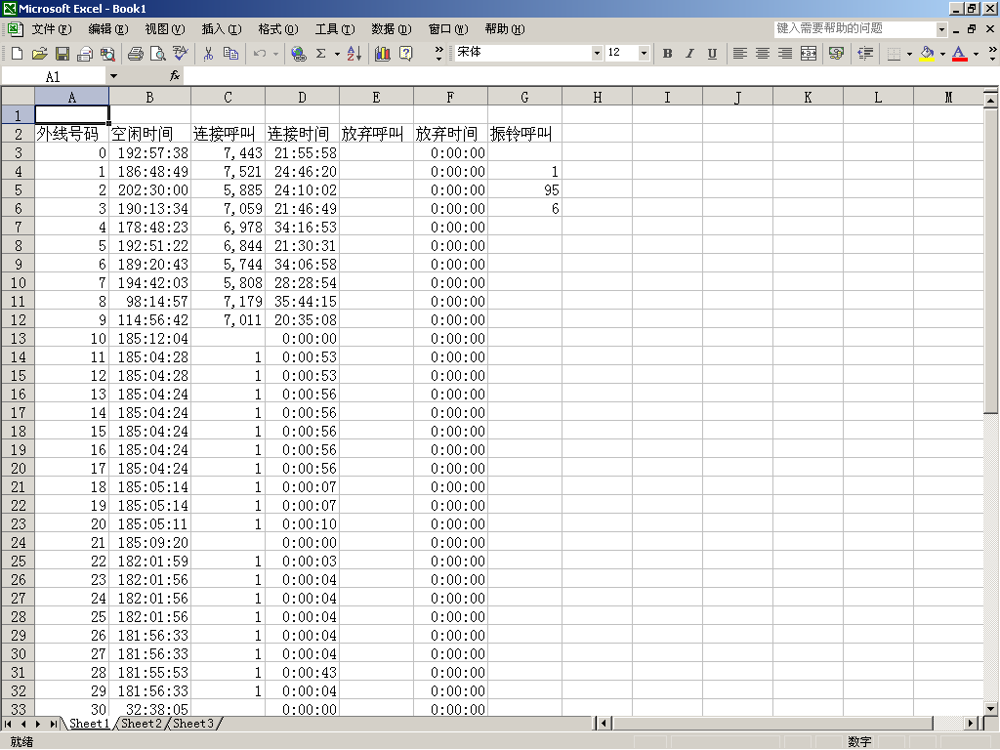 Microsoft Excel - Book1
文件(F) 编辑(E) 视图(V) 插入(I) 格式(O) 工具(T) 数据(D) 窗口(W) 帮助(H) 键入需要帮助的问题
宋体 12 B I U
A1 fx
A B C D E F G H I J K L M
1
2 外线号码 空闲时间 连接呼叫 连接时间 放弃呼叫 放弃时间 振铃呼叫
3 0 192:57:38 7,443 21:55:58 0:00:00
4 1 186:48:49 7,521 24:46:20 0:00:00 1
5 2 202:30:00 5,885 24:10:02 0:00:00 95
6 3 190:13:34 7,059 21:46:49 0:00:00 6
7 4 178:48:23 6,978 34:16:53 0:00:00
8 5 192:51:22 6,844 21:30:31 0:00:00
9 6 189:20:43 5,744 34:06:58 0:00:00
10 7 194:42:03 5,808 28:28:54 0:00:00
11 8 98:14:57 7,179 35:44:15 0:00:00
12 9 114:56:42 7,011 20:35:08 0:00:00
13 10 185:12:04 0:00:00 0:00:00
14 11 185:04:28 1 0:00:53 0:00:00
15 12 185:04:28 1 0:00:53 0:00:00
16 13 185:04:24 1 0:00:56 0:00:00
17 14 185:04:24 1 0:00:56 0:00:00
18 15 185:04:24 1 0:00:56 0:00:00
19 16 185:04:24 1 0:00:56 0:00:00
20 17 185:04:24 1 0:00:56 0:00:00
21 18 185:05:14 1 0:00:07 0:00:00
22 19 185:05:14 1 0:00:07 0:00:00
23 20 185:05:11 1 0:00:10 0:00:00
24 21 185:09:20 0:00:00 0:00:00
25 22 182:01:59 1 0:00:03 0:00:00
26 23 182:01:56 1 0:00:04 0:00:00
27 24 182:01:56 1 0:00:04 0:00:00
28 25 182:01:56 1 0:00:04 0:00:00
29 26 181:56:33 1 0:00:04 0:00:00
30 27 181:56:33 1 0:00:04 0:00:00
31 28 181:55:53 1 0:00:43 0:00:00
32 29 181:56:33 1 0:00:04 0:00:00
33 30 32:38:05 0:00:00 0:00:00
Sheet1 Sheet2 Sheet3
就绪 数字